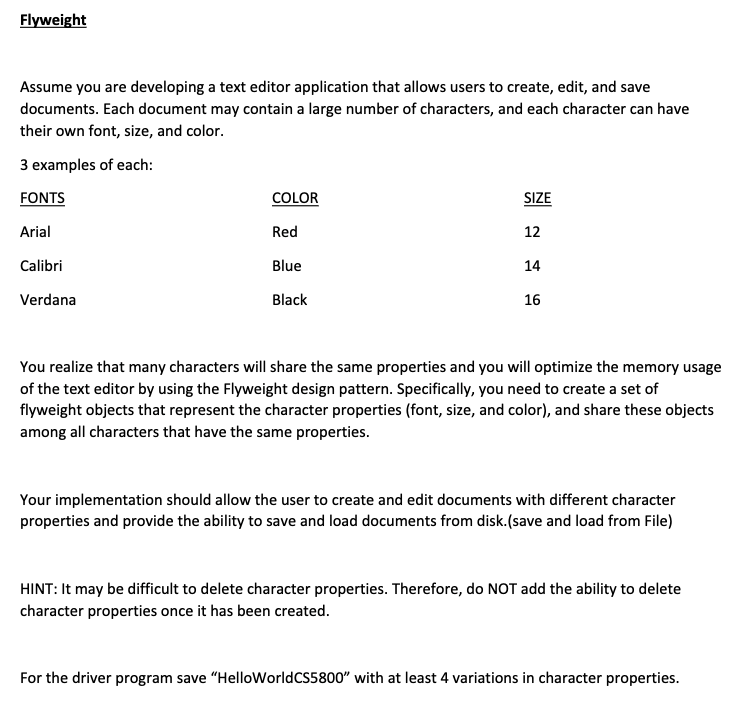 Flyweight
Assume you are developing a text editor application that allows users to create, edit, and save
documents. Each document may contain a large number of characters, and each character can have
their own font, size, and color.
3 examples of each:
FONTS COLOR SIZE
Arial Red 12
Calibri Blue 14
Verdana Black 16
You realize that many characters will share the same properties and you will optimize the memory usage
of the text editor by using the Flyweight design pattern. Specifically, you need to create a set of
flyweight objects that represent the character properties (font, size, and color), and share these objects
among all characters that have the same properties.
Your implementation should allow the user to create and edit documents with different character
properties and provide the ability to save and load documents from disk.(save and load from File)
HINT: It may be difficult to delete character properties. Therefore, do NOT add the ability to delete
character properties once it has been created.
For the driver program save “HelloWorldCS5800” with at least 4 variations in character properties.